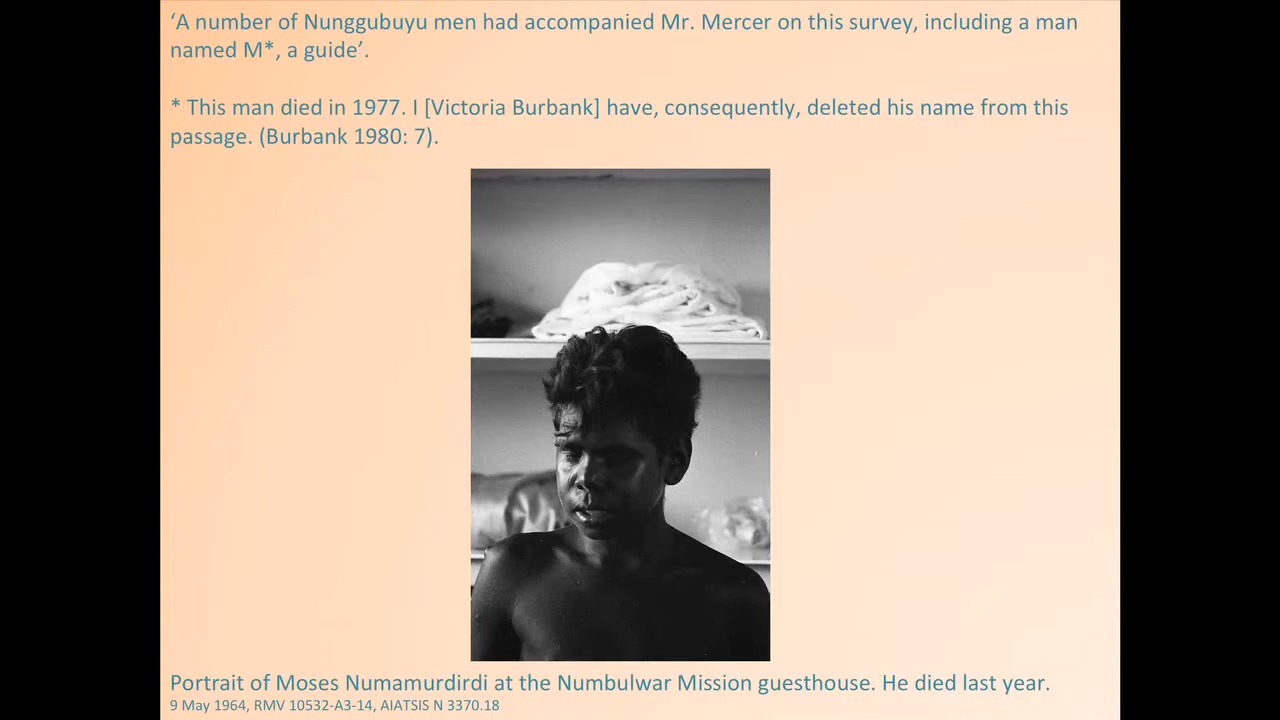 ‘A number of Nunggubuyu men had accompanied Mr. Mercer on this survey, including a man
named M*, a guide’.
* This man died in 1977. I [Victoria Burbank] have, consequently, deleted his name from this
passage. (Burbank 1980: 7).
Portrait of Moses Numamurdirdi at the Numbulwar Mission guesthouse. He died last year.
9 May 1964, RMV 10532-A3-14, AIATSIS N 3370.18